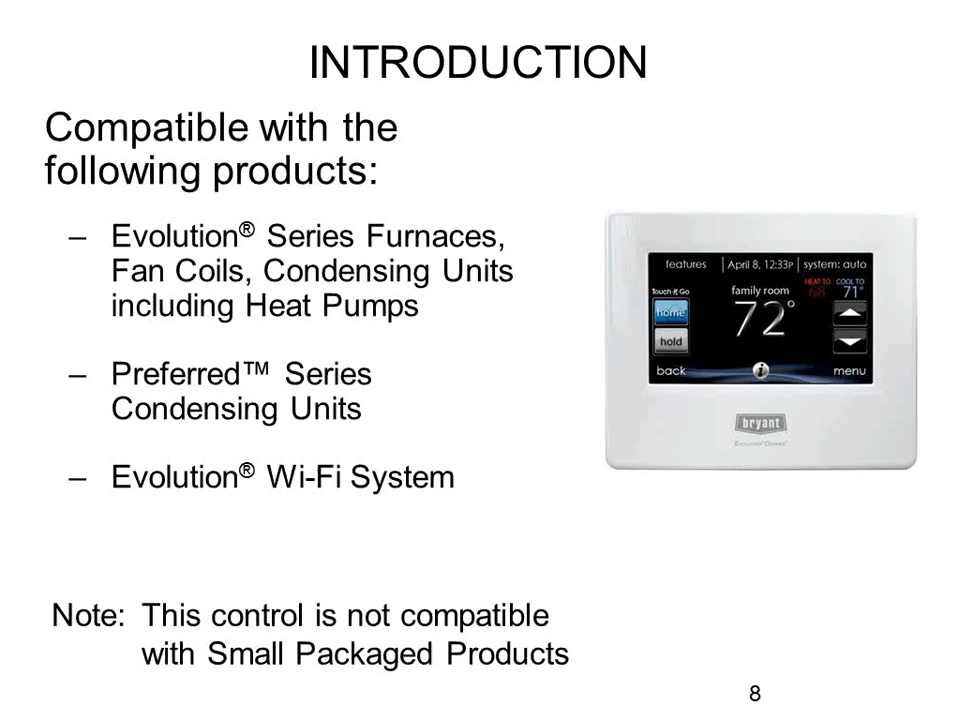 INTRODUCTION
Compatible with the
following products:
– Evolution® Series Furnaces,
Fan Coils, Condensing Units
including Heat Pumps
– Preferred™ Series
Condensing Units
– Evolution® Wi-Fi System
features | April 8, 12:33P | system: auto
Touch-N-Go
family room
HEAT TO COOL TO
68° 71°
home
72°
hold
back
i
menu
bryant
Note: This control is not compatible
with Small Packaged Products
8